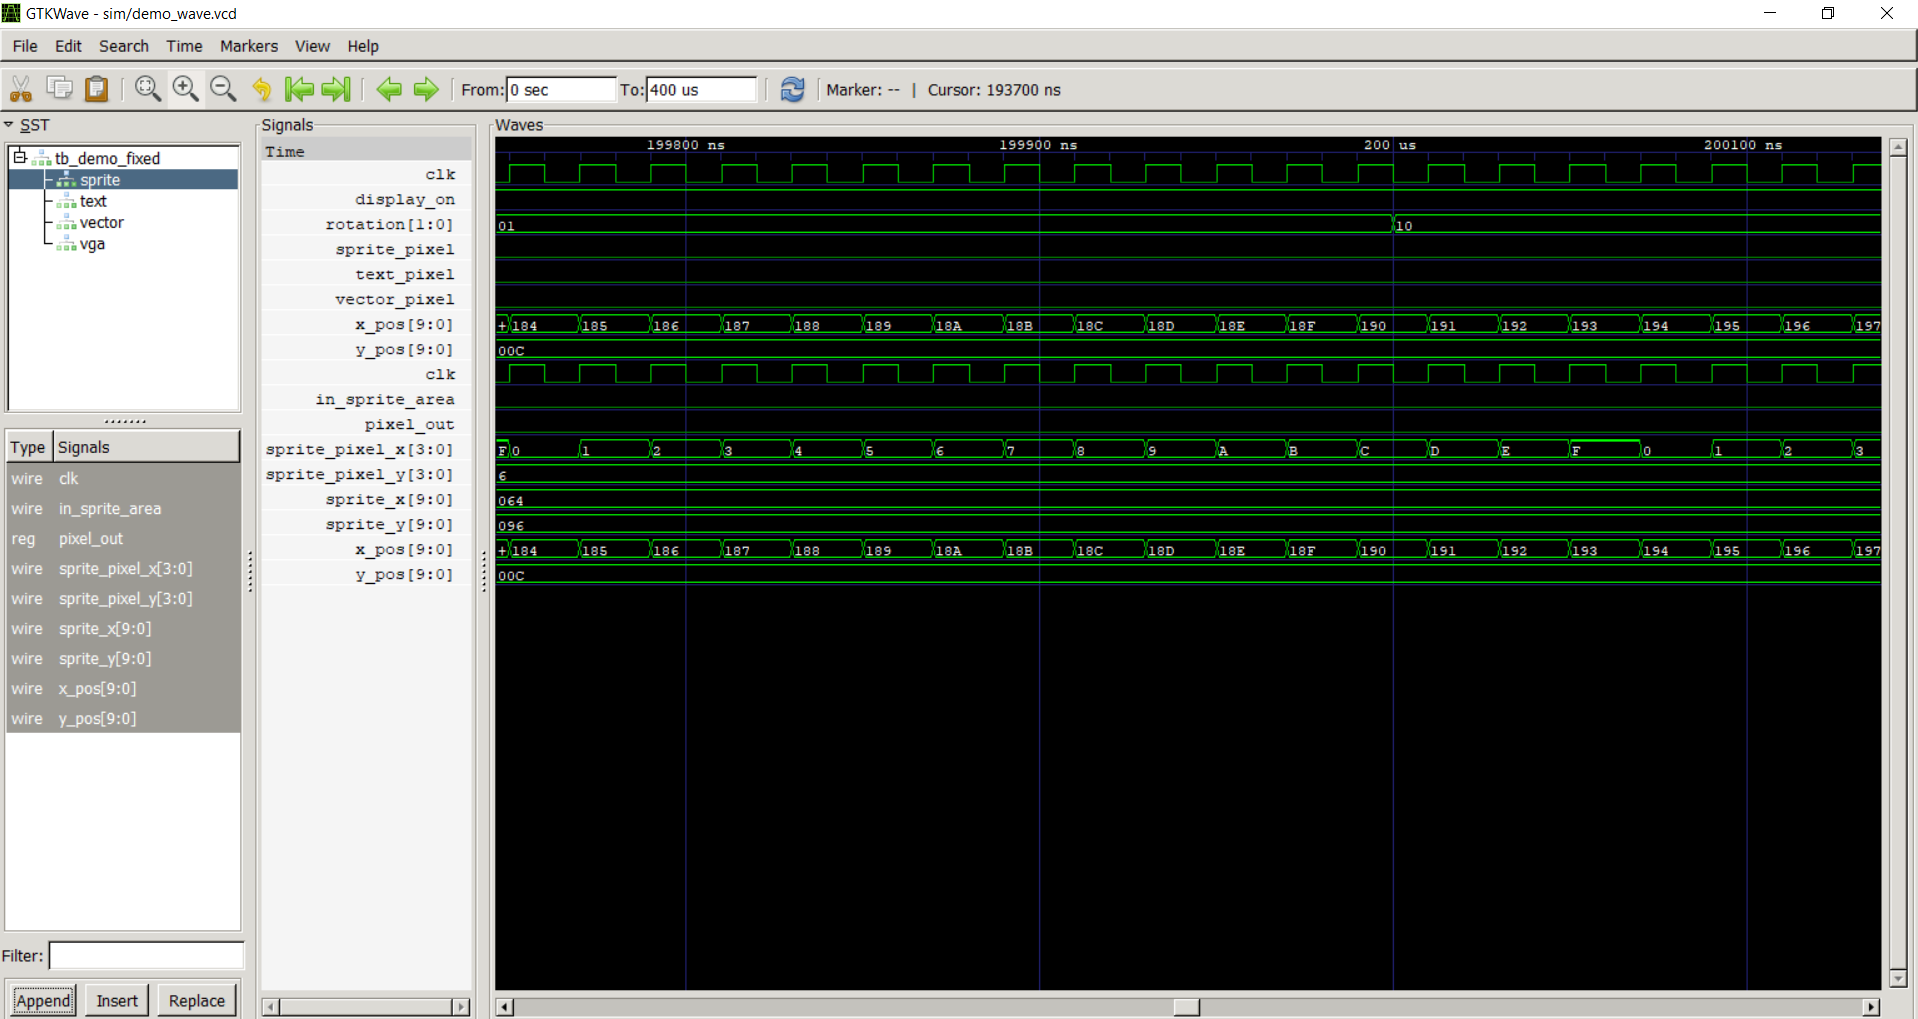 GTKWave - sim/demo_wave.vcd
File Edit Search Time Markers View Help
From: 0 sec To: 400 us Marker: -- | Cursor: 193700 ns
SST
tb_demo_fixed
sprite
text
vector
vga
Type Signals
wire clk
wire in_sprite_area
reg pixel_out
wire sprite_pixel_x[3:0]
wire sprite_pixel_y[3:0]
wire sprite_x[9:0]
wire sprite_y[9:0]
wire x_pos[9:0]
wire y_pos[9:0]
Filter:
Append Insert Replace
Signals
Time
clk
display_on
rotation[1:0]
sprite_pixel
text_pixel
vector_pixel
x_pos[9:0]
y_pos[9:0]
clk
in_sprite_area
pixel_out
sprite_pixel_x[3:0]
sprite_pixel_y[3:0]
sprite_x[9:0]
sprite_y[9:0]
x_pos[9:0]
y_pos[9:0]
Waves
199800 ns 199900 ns 200 us 200100 ns
01 10
+ 184 185 186 187 188 189 18A 18B 18C 18D 18E 18F 190 191 192 193 194 195 196 197
00C
F 0 1 2 3 4 5 6 7 8 9 A B C D E F 0 1 2 3
6
064
096
+ 184 185 186 187 188 189 18A 18B 18C 18D 18E 18F 190 191 192 193 194 195 196 197
00C